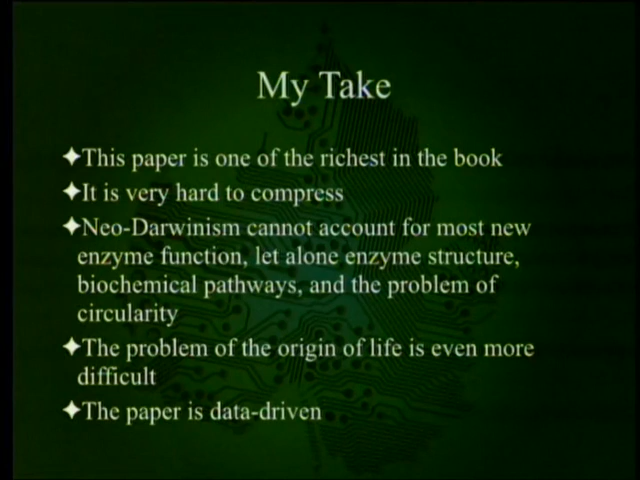 My Take
✦This paper is one of the richest in the book
✦It is very hard to compress
✦Neo-Darwinism cannot account for most new
enzyme function, let alone enzyme structure,
biochemical pathways, and the problem of
circularity
✦The problem of the origin of life is even more
difficult
✦The paper is data-driven